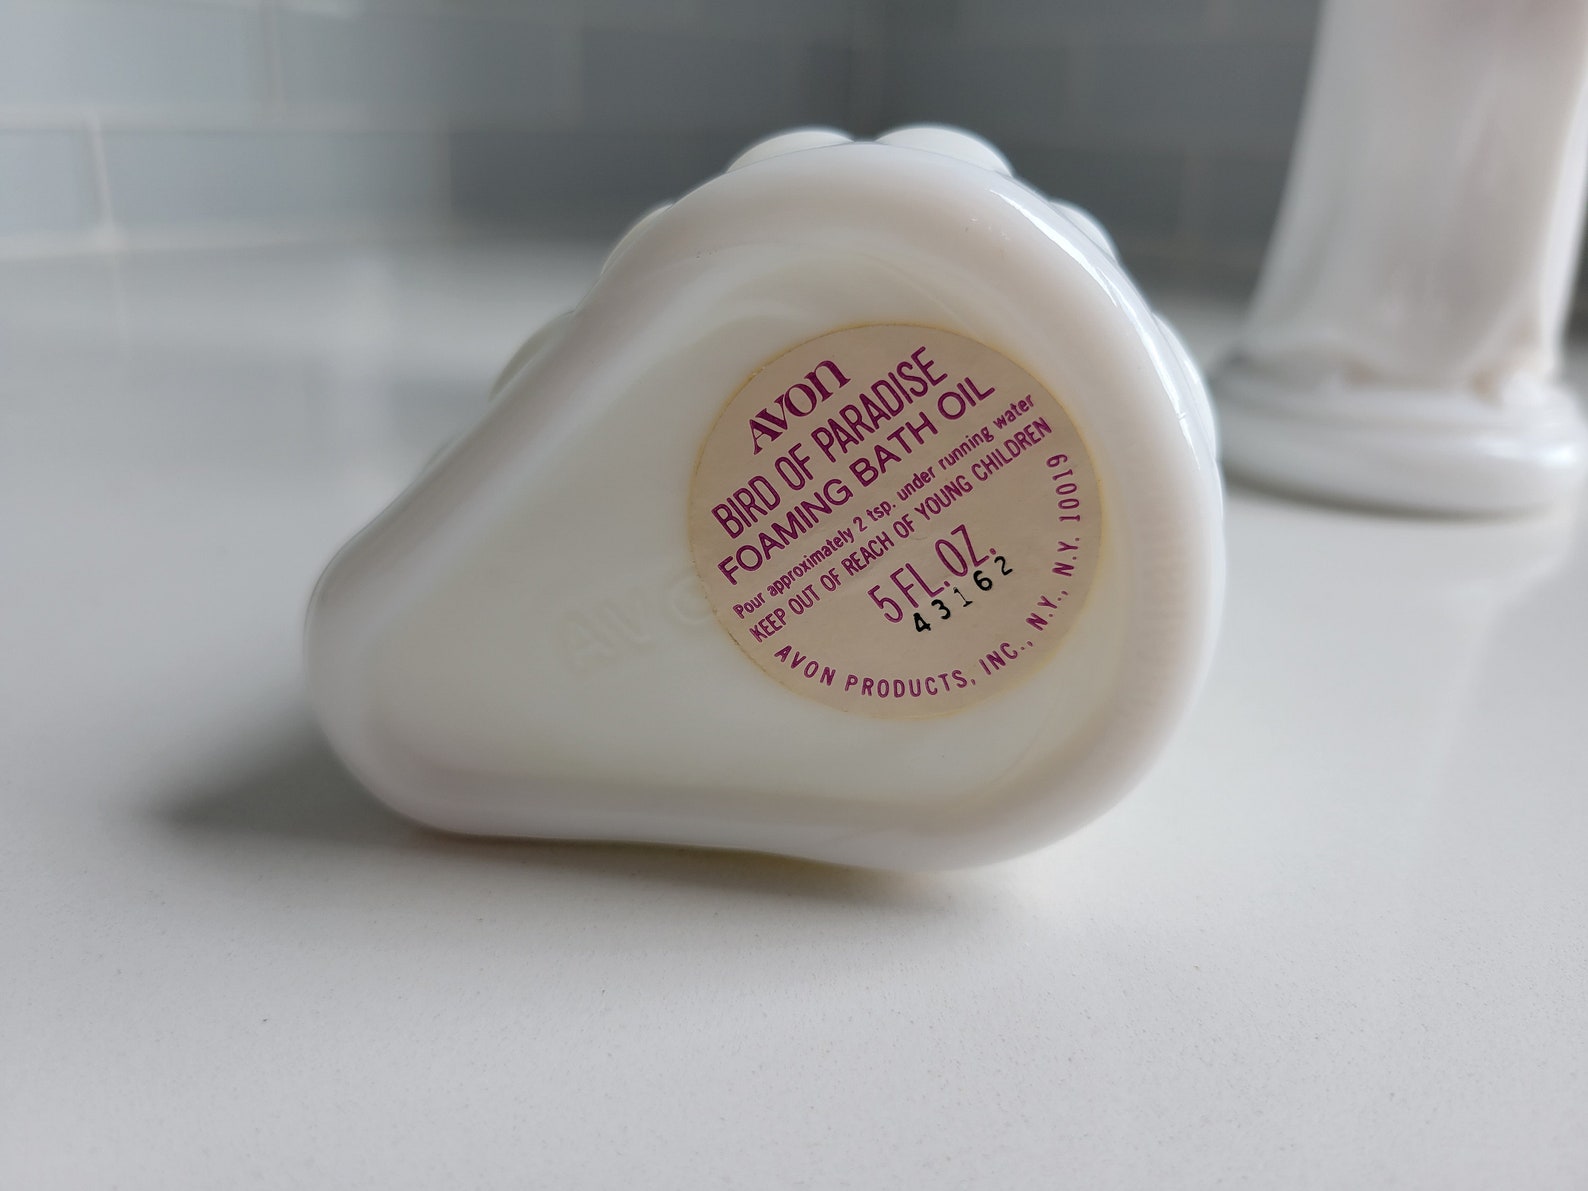 AVON
BIRD OF PARADISE
FOAMING BATH OIL
Pour approximately 2 tsp. under running water
KEEP OUT OF REACH OF YOUNG CHILDREN
5 FL. OZ.
43162
AVON PRODUCTS, INC., N.Y., N.Y. 10019
AVO